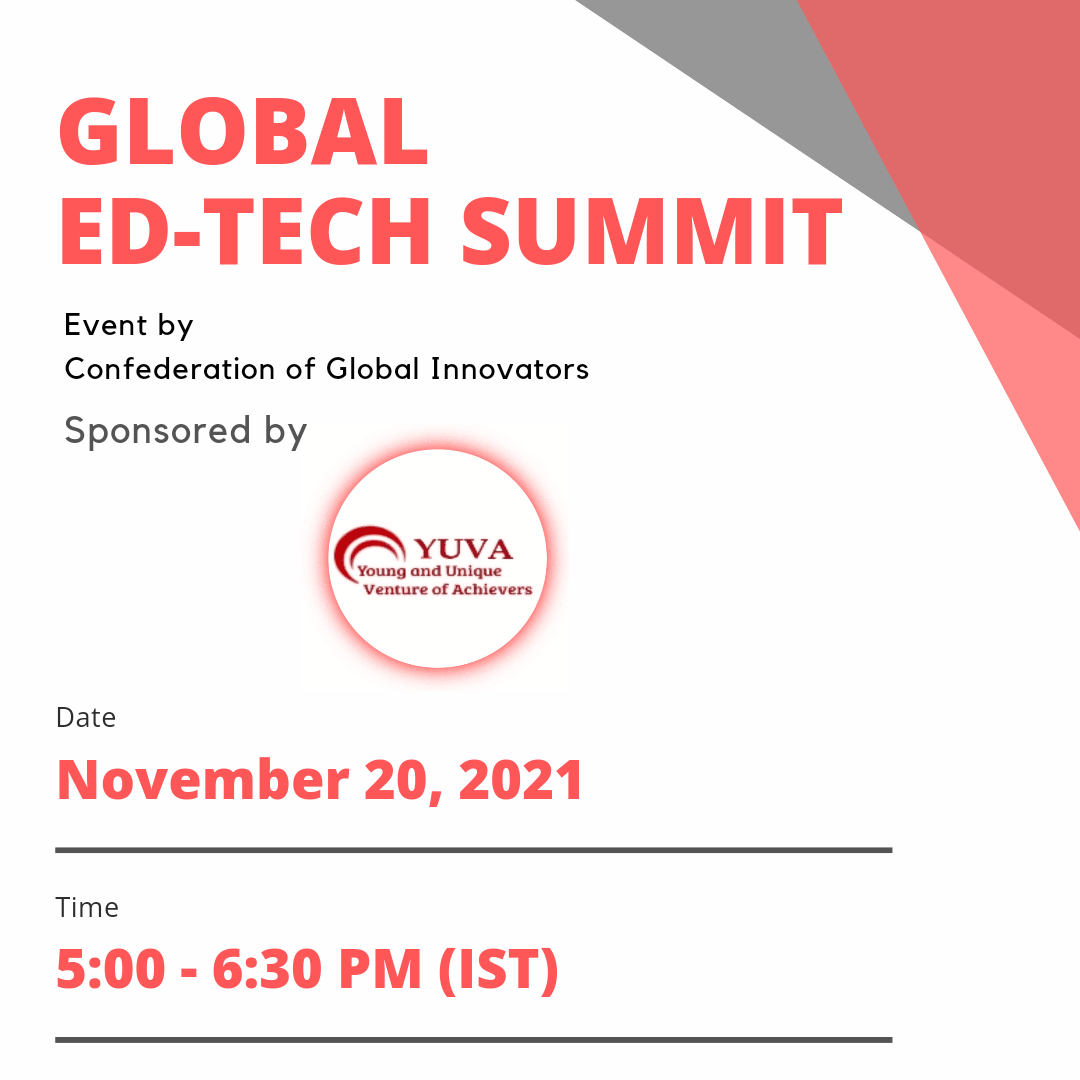 GLOBAL
ED-TECH SUMMIT
Event by
Confederation of Global Innovators
Sponsored by
YUVA
Young and Unique
Venture of Achievers
Date
November 20, 2021
Time
5:00 - 6:30 PM (IST)